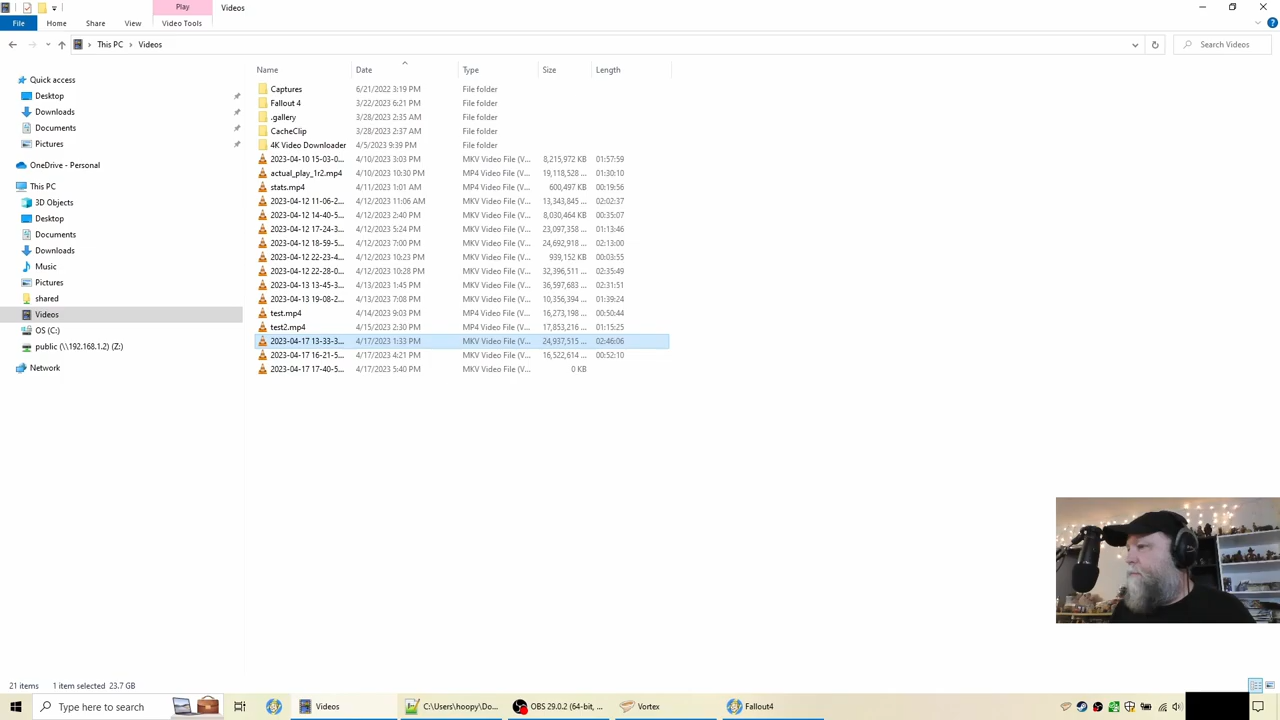 Play
Videos
File
Home
Share
View
Video Tools
This PC
Videos
Search Videos
Name
Date
Type
Size
Length
Quick access
Desktop
Downloads
Documents
Pictures
OneDrive - Personal
This PC
3D Objects
Desktop
Documents
Downloads
Music
Pictures
shared
Videos
OS (C:)
public (\\192.168.1.2) (Z:)
Network
Captures 6/21/2022 3:19 PM File folder
Fallout 4 3/22/2023 6:21 PM File folder
.gallery 3/28/2023 2:35 AM File folder
CacheClip 3/28/2023 2:37 AM File folder
4K Video Downloader 4/5/2023 9:39 PM File folder
2023-04-10 15-03-0... 4/10/2023 3:03 PM MKV Video File (V... 8,215,972 KB 01:57:59
actual_play_1r2.mp4 4/10/2023 10:30 PM MP4 Video File (V... 19,118,528 ... 01:30:10
stats.mp4 4/11/2023 1:01 AM MP4 Video File (V... 600,497 KB 00:19:56
2023-04-12 11-06-2... 4/12/2023 11:06 AM MKV Video File (V... 13,343,845 ... 02:02:37
2023-04-12 14-40-5... 4/12/2023 2:40 PM MKV Video File (V... 8,030,464 KB 00:35:07
2023-04-12 17-24-3... 4/12/2023 5:24 PM MKV Video File (V... 23,097,358 ... 01:13:46
2023-04-12 18-59-5... 4/12/2023 7:00 PM MKV Video File (V... 24,692,918 ... 02:13:00
2023-04-12 22-23-4... 4/12/2023 10:23 PM MKV Video File (V... 939,152 KB 00:03:55
2023-04-12 22-28-0... 4/12/2023 10:28 PM MKV Video File (V... 32,396,511 ... 02:35:49
2023-04-13 13-45-3... 4/13/2023 1:45 PM MKV Video File (V... 36,597,683 ... 02:31:51
2023-04-13 19-08-2... 4/13/2023 7:08 PM MKV Video File (V... 10,356,394 ... 01:39:24
test.mp4 4/14/2023 9:03 PM MP4 Video File (V... 16,273,198 ... 00:50:44
test2.mp4 4/15/2023 2:30 PM MP4 Video File (V... 17,853,216 ... 01:15:25
2023-04-17 13-33-3... 4/17/2023 1:33 PM MKV Video File (V... 24,937,515 ... 02:46:06
2023-04-17 16-21-5... 4/17/2023 4:21 PM MKV Video File (V... 16,522,614 ... 00:52:10
2023-04-17 17-40-5... 4/17/2023 5:40 PM MKV Video File (V... 0 KB
21 items 1 item selected 23.7 GB
Type here to search
Videos
C:\Users\hoopy\Do...
OBS 29.0.2 (64-bit, ...
Vortex
Fallout4